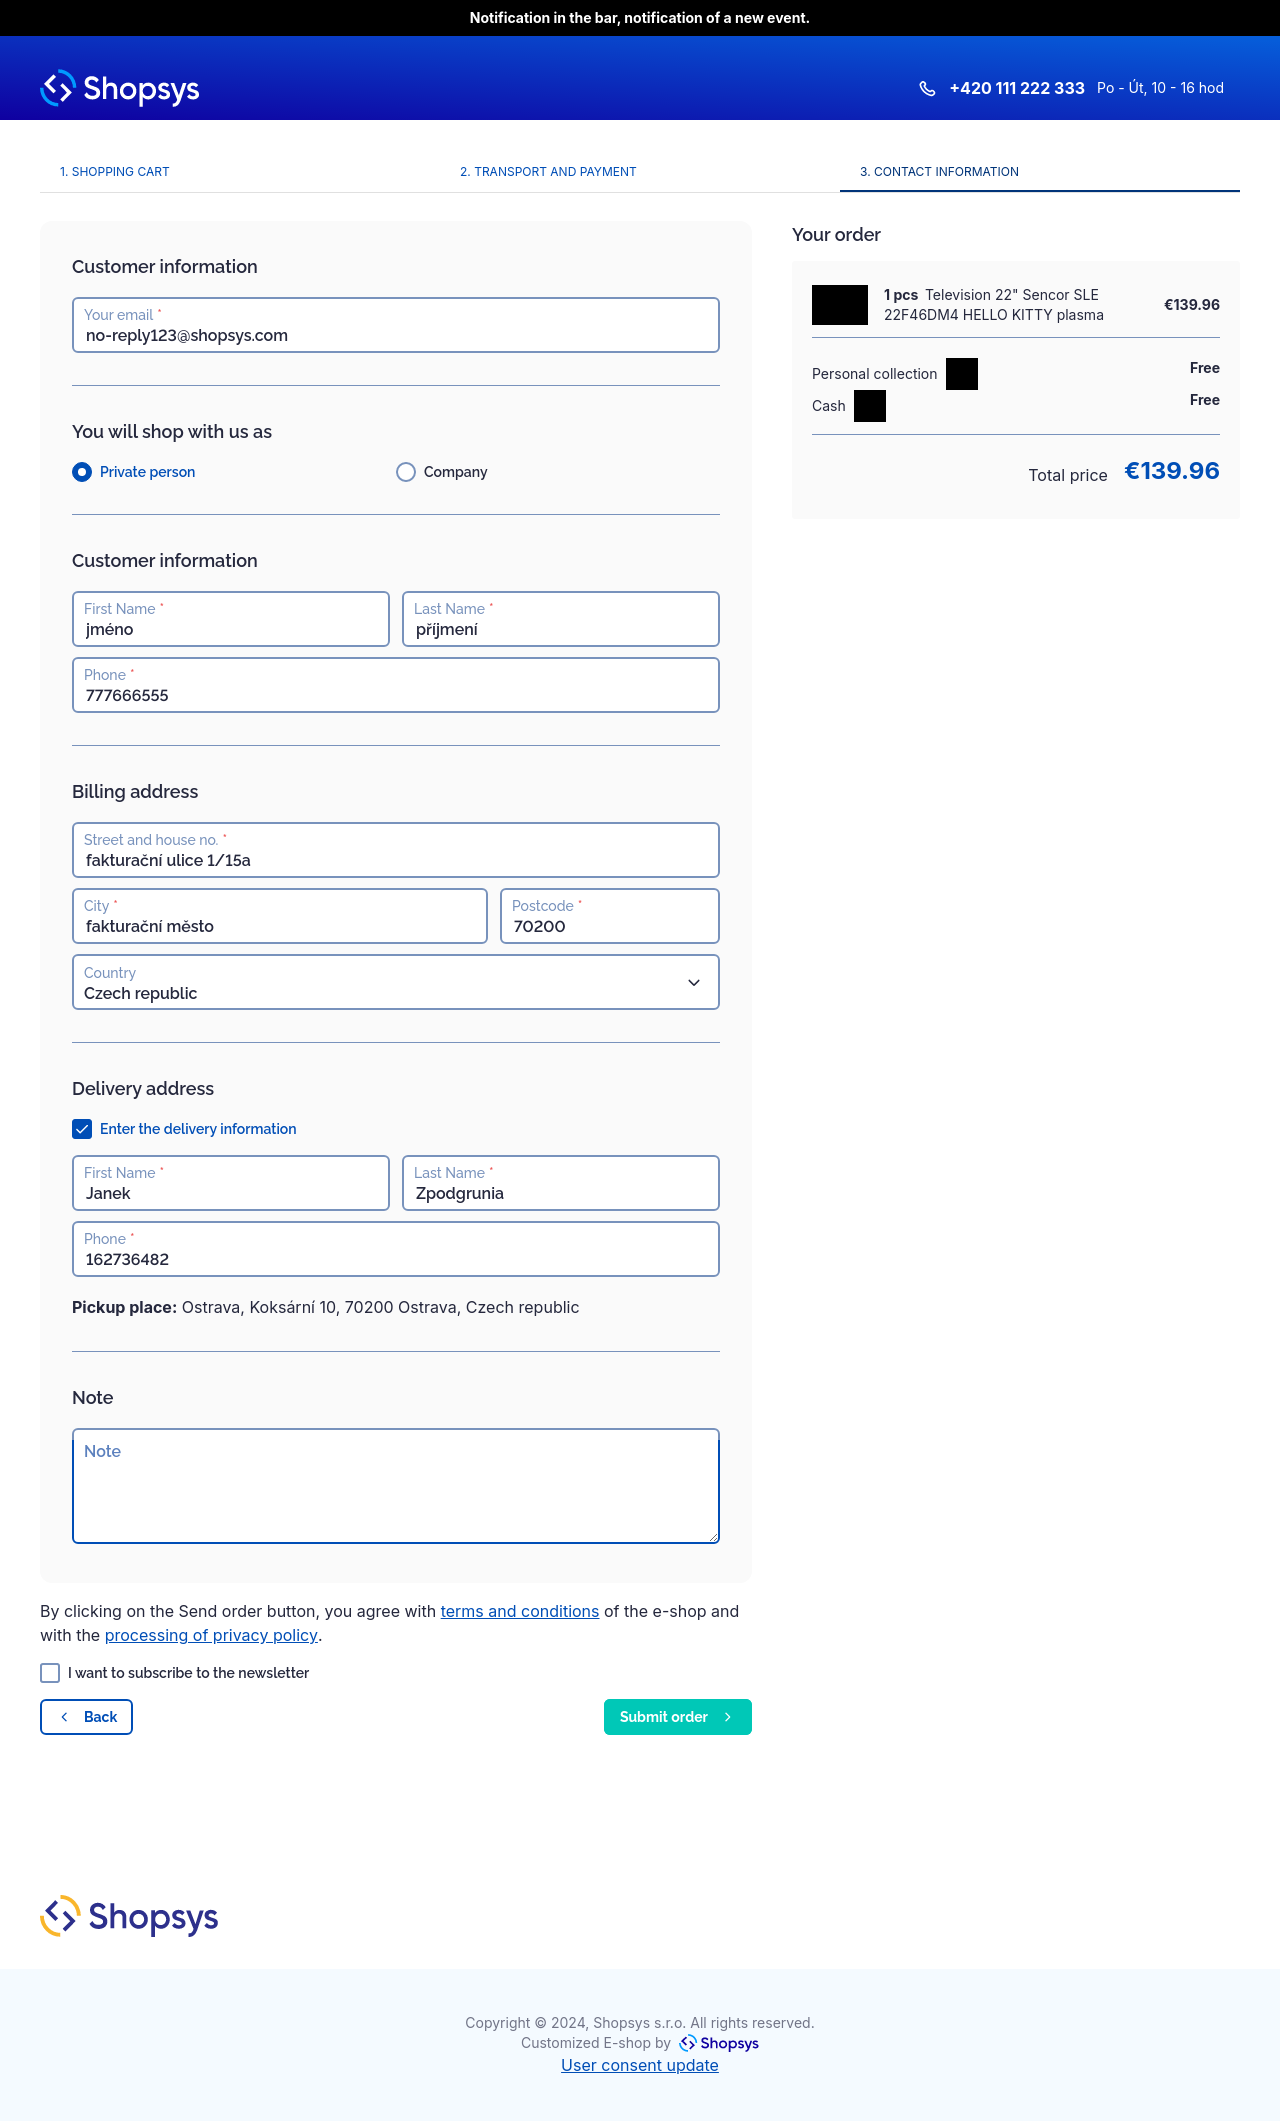 Notification in the bar, notification of a new event.
Shopsys
+420 111 222 333 Po - Út, 10 - 16 hod
1. SHOPPING CART
2. TRANSPORT AND PAYMENT
3. CONTACT INFORMATION
Customer information
Your email *
no-reply123@shopsys.com
You will shop with us as
Private person
Company
Customer information
First Name *
jméno
Last Name *
příjmení
Phone *
777666555
Billing address
Street and house no. *
fakturační ulice 1/15a
City *
fakturační město
Postcode *
70200
Country
Czech republic
Delivery address
Enter the delivery information
First Name *
Janek
Last Name *
Zpodgrunia
Phone *
162736482
Pickup place: Ostrava, Koksární 10, 70200 Ostrava, Czech republic
Note
Note
By clicking on the Send order button, you agree with terms and conditions of the e-shop and
with the processing of privacy policy.
I want to subscribe to the newsletter
Back
Submit order
Your order
1 pcs Television 22" Sencor SLE
22F46DM4 HELLO KITTY plasma
€139.96
Personal collection
Free
Cash
Free
Total price €139.96
Shopsys
Copyright © 2024, Shopsys s.r.o. All rights reserved.
Customized E-shop by Shopsys
User consent update